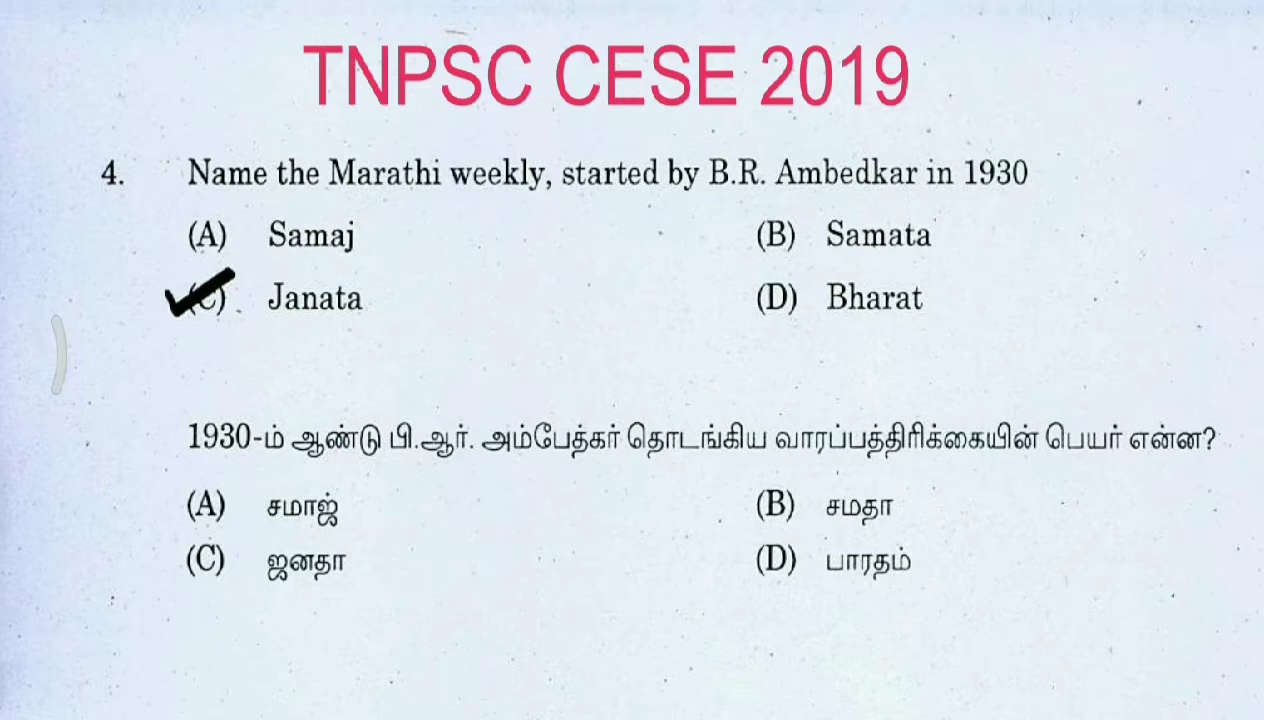 TNPSC CESE 2019
4. Name the Marathi weekly, started by B.R. Ambedkar in 1930
(A) Samaj (B) Samata
(C) Janata (D) Bharat
1930-ம் ஆண்டு பி.ஆர். அம்பேத்கர் தொடங்கிய வாரப்பத்திரிக்கையின் பெயர் என்ன?
(A) சமாஜ் (B) சமதா
(C) ஜனதா (D) பாரதம்